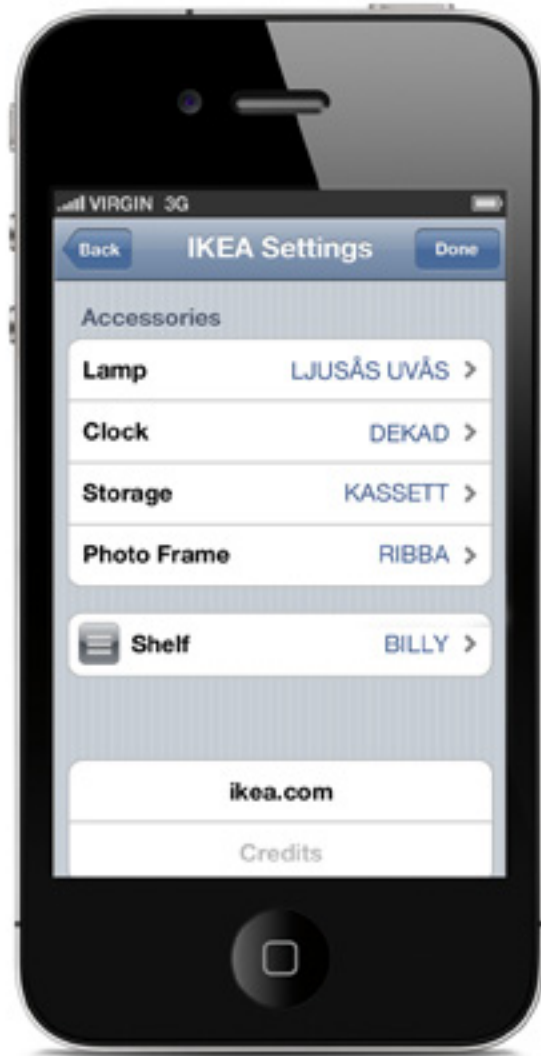 VIRGIN 3G
Back IKEA Settings Done
Accessories
Lamp LJUSÅS UVÅS >
Clock DEKAD >
Storage KASSETT >
Photo Frame RIBBA >
Shelf BILLY >
ikea.com
Credits